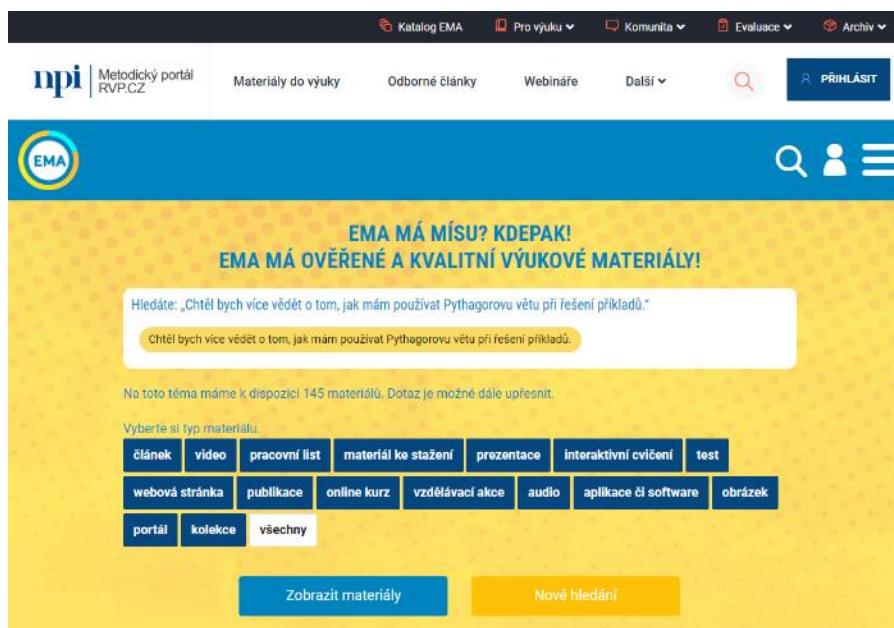 Katalog EMA Pro výuku Komunita Evaluace Archiv
npi Metodický portál
RVP.CZ
Materiály do výuky Odborné články Webináře Další PŘIHLÁSIT
EMA
EMA MÁ MÍSU? KDEPAK!
EMA MÁ OVĚŘENÉ A KVALITNÍ VÝUKOVÉ MATERIÁLY!
Hledáte: „Chtěl bych více vědět o tom, jak mám používat Pythagorovu větu při řešení příkladů.“
Chtěl bych více vědět o tom, jak mám používat Pythagorovu větu při řešení příkladů.
Na toto téma máme k dispozici 145 materiálů. Dotaz je možné dále upřesnit.
Vyberte si typ materiálu.
článek video pracovní list materiál ke stažení prezentace interaktivní cvičení test
webová stránka publikace online kurz vzdělávací akce audio aplikace či software obrázek
portál kolekce všechny
Zobrazit materiály Nové hledání